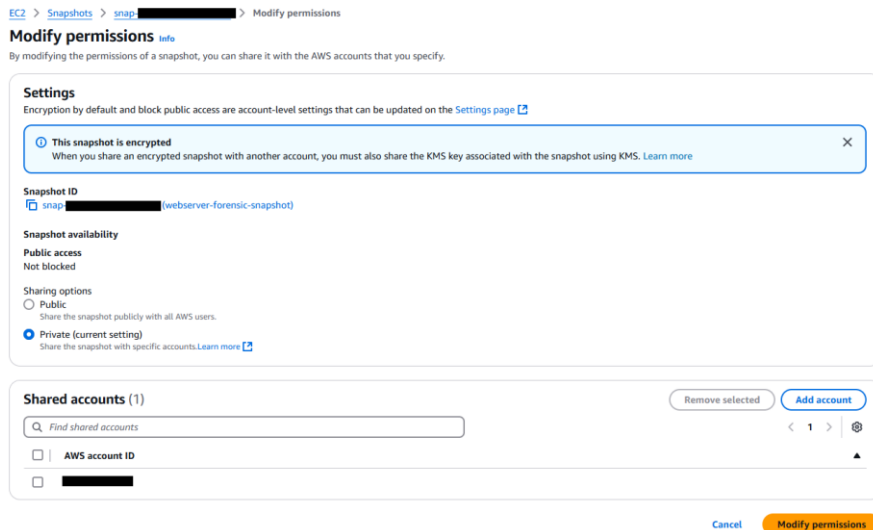 EC2 > Snapshots > snap- > Modify permissions
Modify permissions Info
By modifying the permissions of a snapshot, you can share it with the AWS accounts that you specify.
Settings
Encryption by default and block public access are account-level settings that can be updated on the Settings page
This snapshot is encrypted
When you share an encrypted snapshot with another account, you must also share the KMS key associated with the snapshot using KMS. Learn more
Snapshot ID
snap- (webserver-forensic-snapshot)
Snapshot availability
Public access
Not blocked
Sharing options
Public
Share the snapshot publicly with all AWS users.
Private (current setting)
Share the snapshot with specific accounts.Learn more
Shared accounts (1)
Remove selected
Add account
Find shared accounts
1
AWS account ID
Cancel
Modify permissions